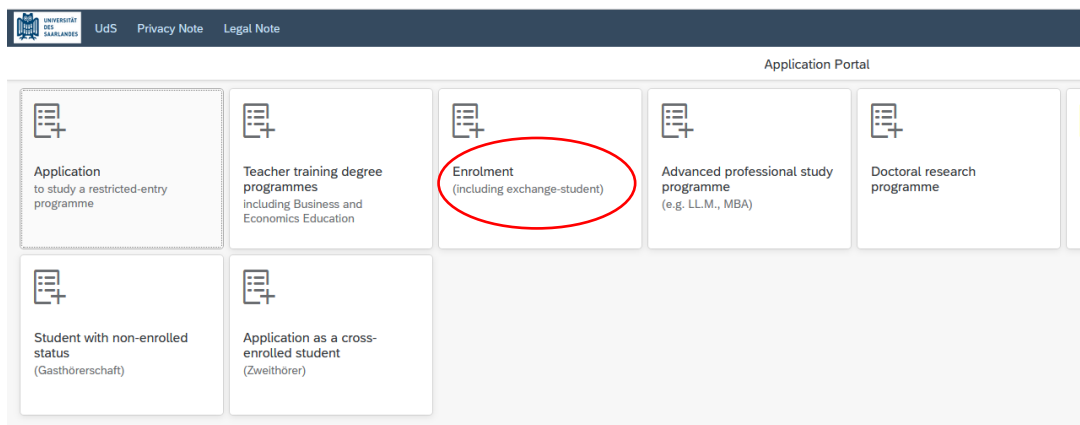 UNIVERSITÄT
DES
SAARLANDES
UdS Privacy Note Legal Note
Application Portal
Application
to study a restricted-entry
programme
Teacher training degree
programmes
including Business and
Economics Education
Enrolment
(including exchange-student)
Advanced professional study
programme
(e.g. LL.M., MBA)
Doctoral research
programme
Student with non-enrolled
status
(Gasthörerschaft)
Application as a cross-
enrolled student
(Zweithörer)